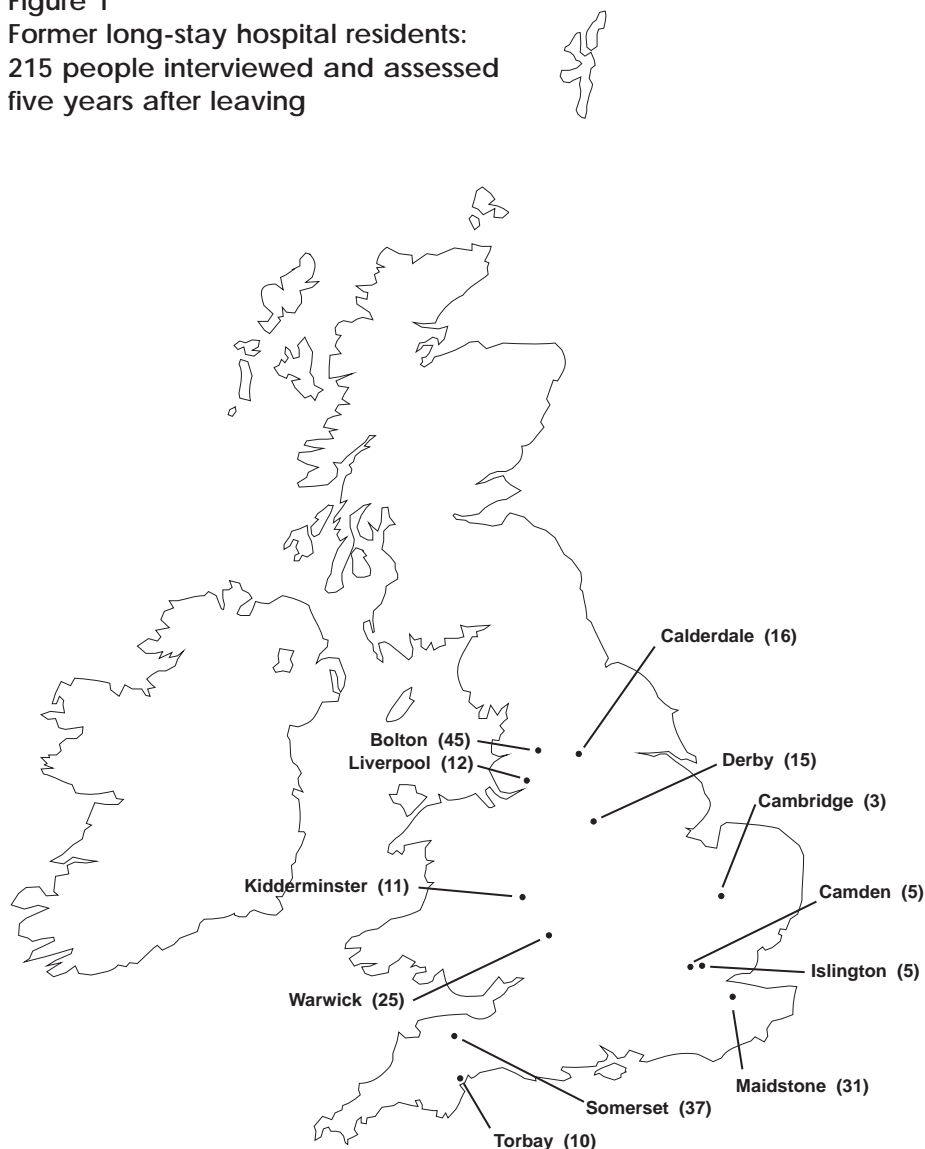 Figure 1
Former long-stay hospital residents:
215 people interviewed and assessed
five years after leaving
Calderdale (16)
Bolton (45)
Liverpool (12)
Derby (15)
Cambridge (3)
Kidderminster (11)
Camden (5)
Islington (5)
Warwick (25)
Maidstone (31)
Somerset (37)
Torbay (10)